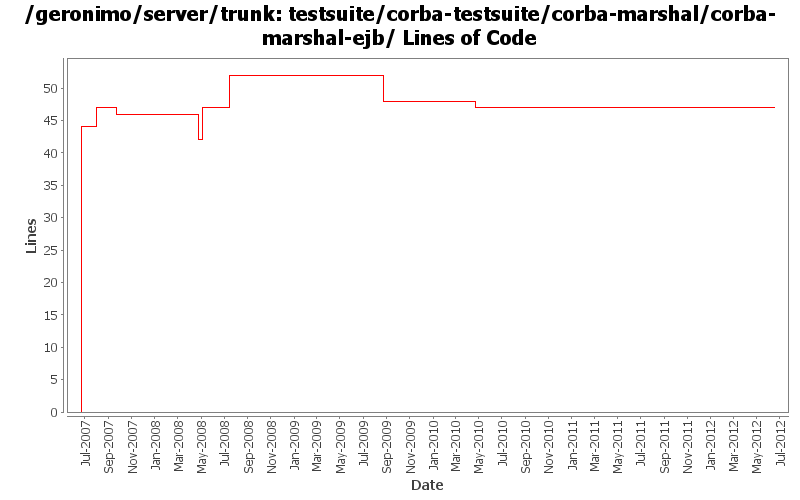 /geronimo/server/trunk: testsuite/corba-testsuite/corba-marshal/corba-
marshal-ejb/ Lines of Code
50
45
40
35
30
25
20
15
10
5
0
Lines
Jul-2007
Sep-2007
Nov-2007
Jan-2008
Mar-2008
May-2008
Jul-2008
Sep-2008
Nov-2008
Jan-2009
Mar-2009
May-2009
Jul-2009
Sep-2009
Nov-2009
Jan-2010
Mar-2010
May-2010
Jul-2010
Sep-2010
Nov-2010
Jan-2011
Mar-2011
May-2011
Jul-2011
Sep-2011
Nov-2011
Jan-2012
Mar-2012
May-2012
Jul-2012
Date